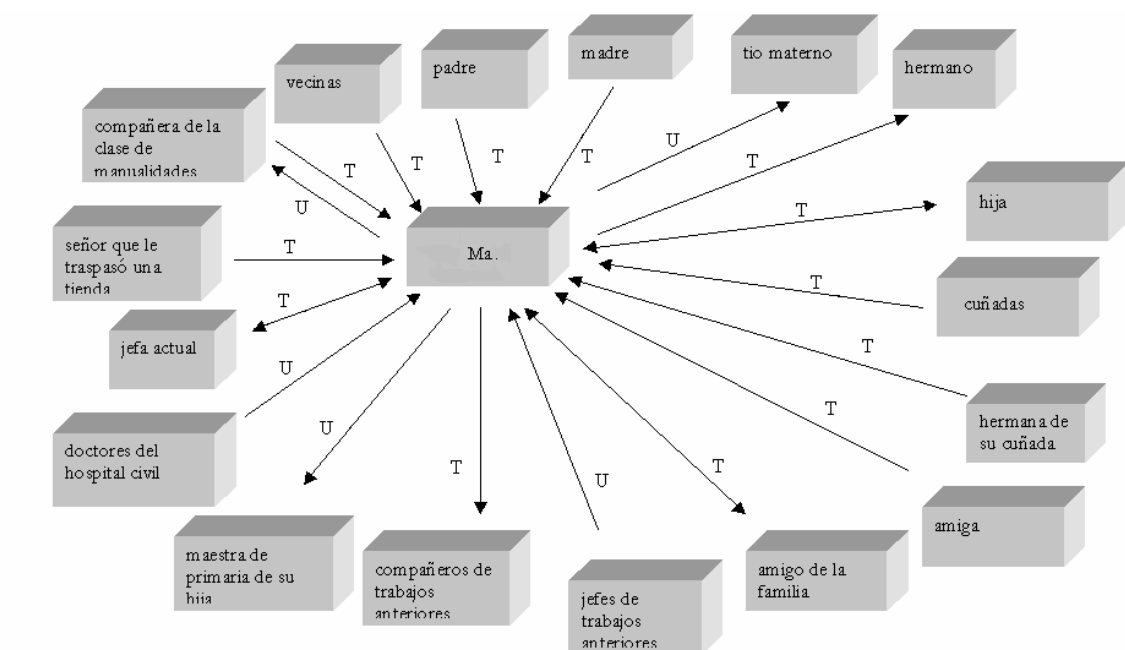 tio materno
madre
hermano
padre
vecinas
compañera de la
clase de
manualidades
U
T
T
T
T
T
hija
T
U
señor que le
traspasó una
tienda
T
Ma.
T
cuñadas
T
jefa actual
U
T
T
hermana de
su cuñada
U
doctores del
hospital civil
T
T
U
amiga
maestra de
primaria de su
hija
compañeros de
trabajos
anteriores
amigo de la
familia
jefes de
trabajos
anteriores